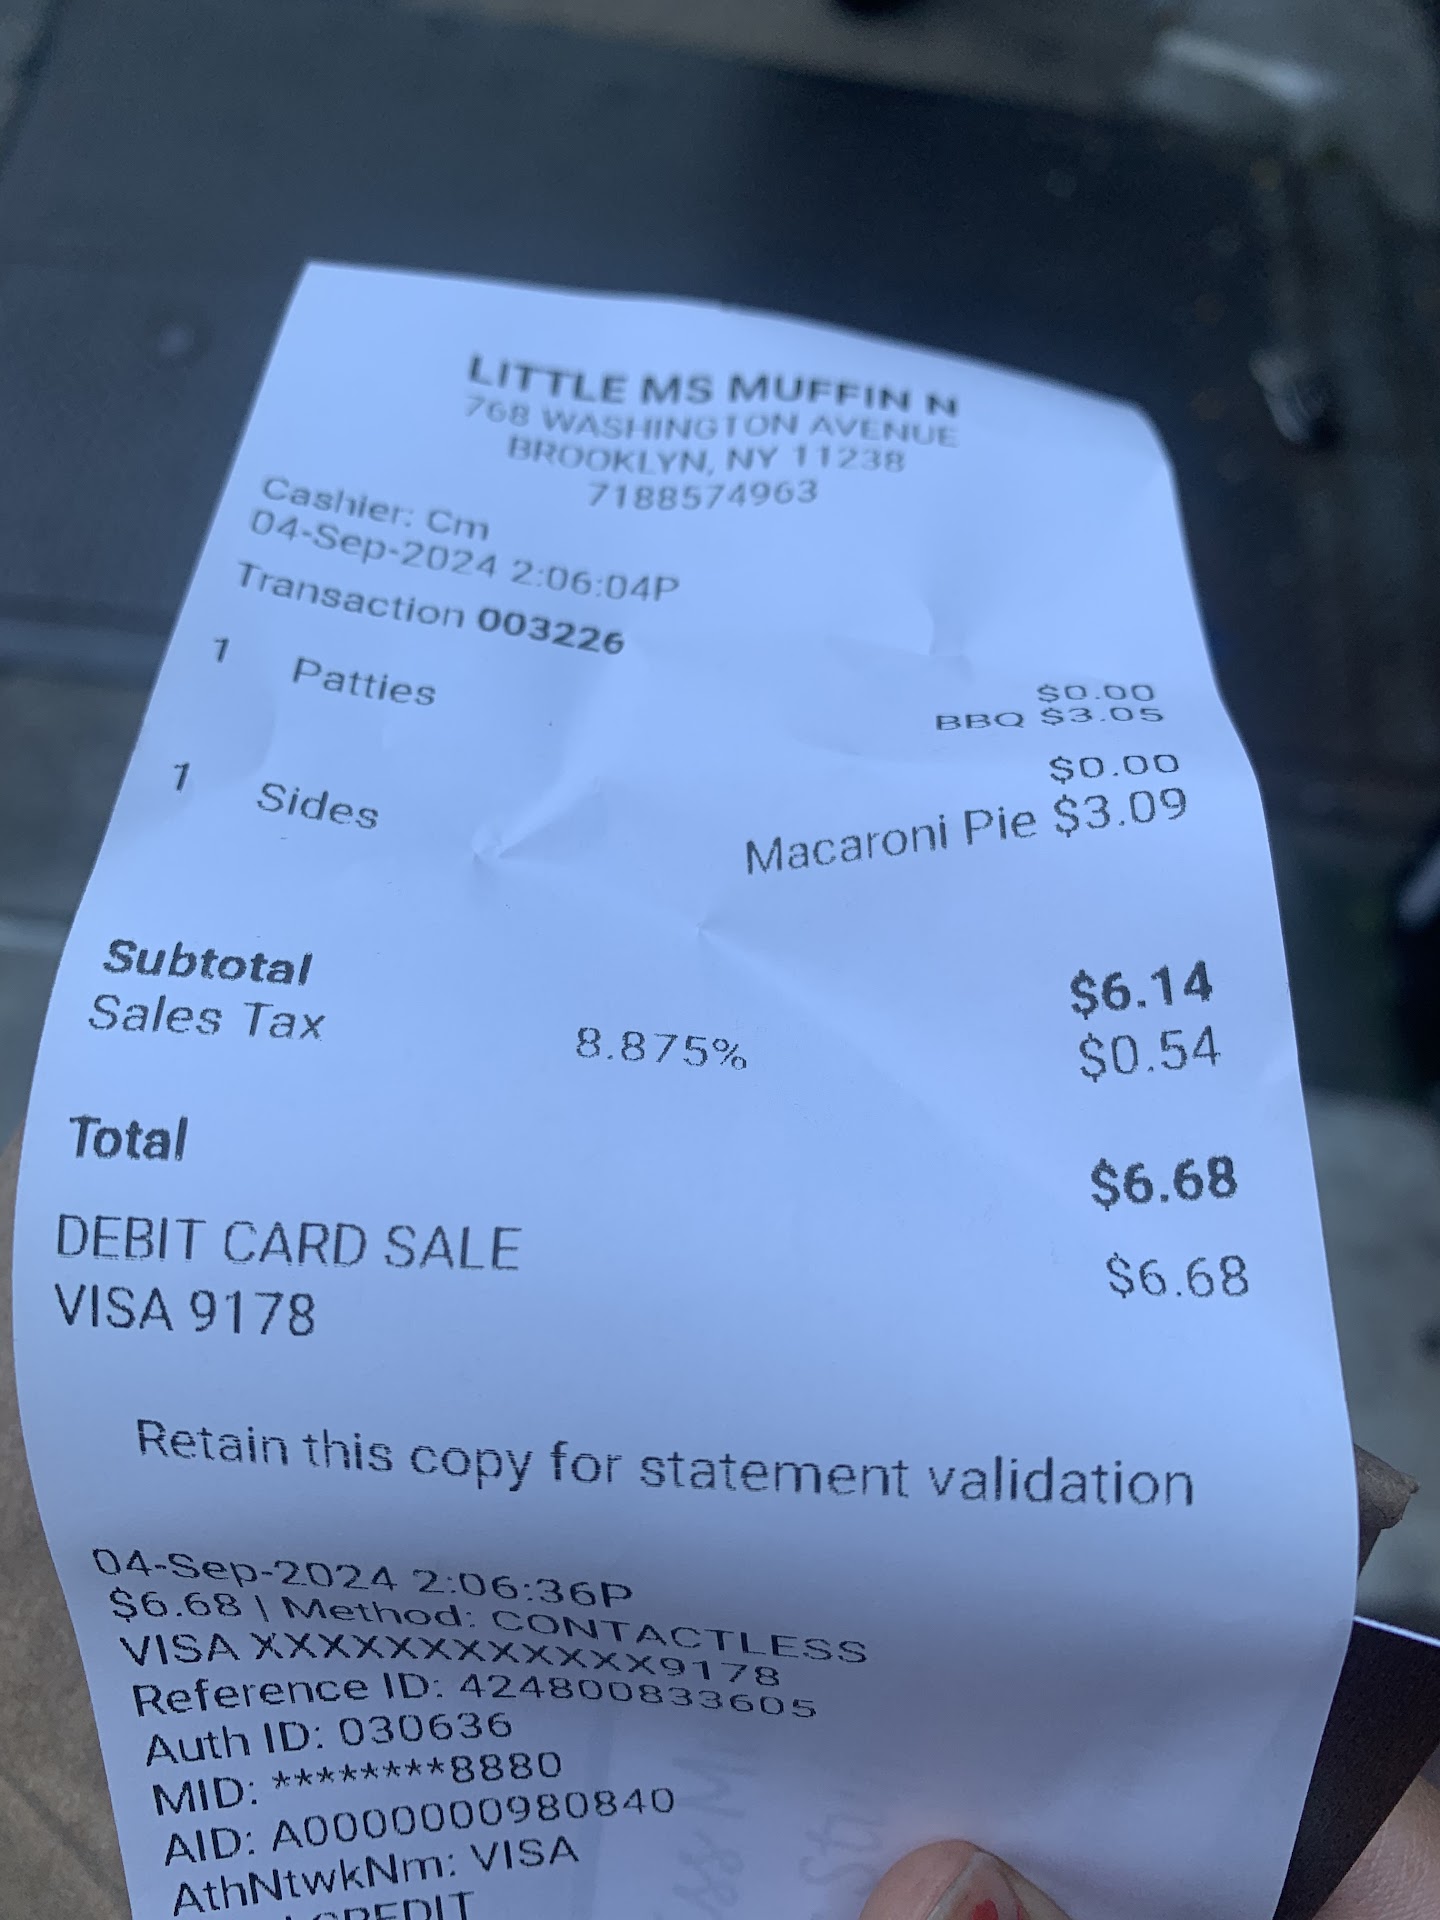 LITTLE MS MUFFIN N
768 WASHINGTON AVENUE
BROOKLYN, NY 11238
7188574963
Cashier: Cm
04-Sep-2024 2:06:04P
Transaction 003226
1 Patties $0.00
BBQ $3.05
1 Sides $0.00
Macaroni Pie $3.09
Subtotal $6.14
Sales Tax 8.875% $0.54
Total $6.68
DEBIT CARD SALE $6.68
VISA 9178
Retain this copy for statement validation
04-Sep-2024 2:06:36P
$6.68 | Method: CONTACTLESS
VISA XXXXXXXXXXXX9178
Reference ID: 424800833605
Auth ID: 030636
MID: ********8880
AID: A0000000980840
AthNtwkNm: VISA
CREDIT